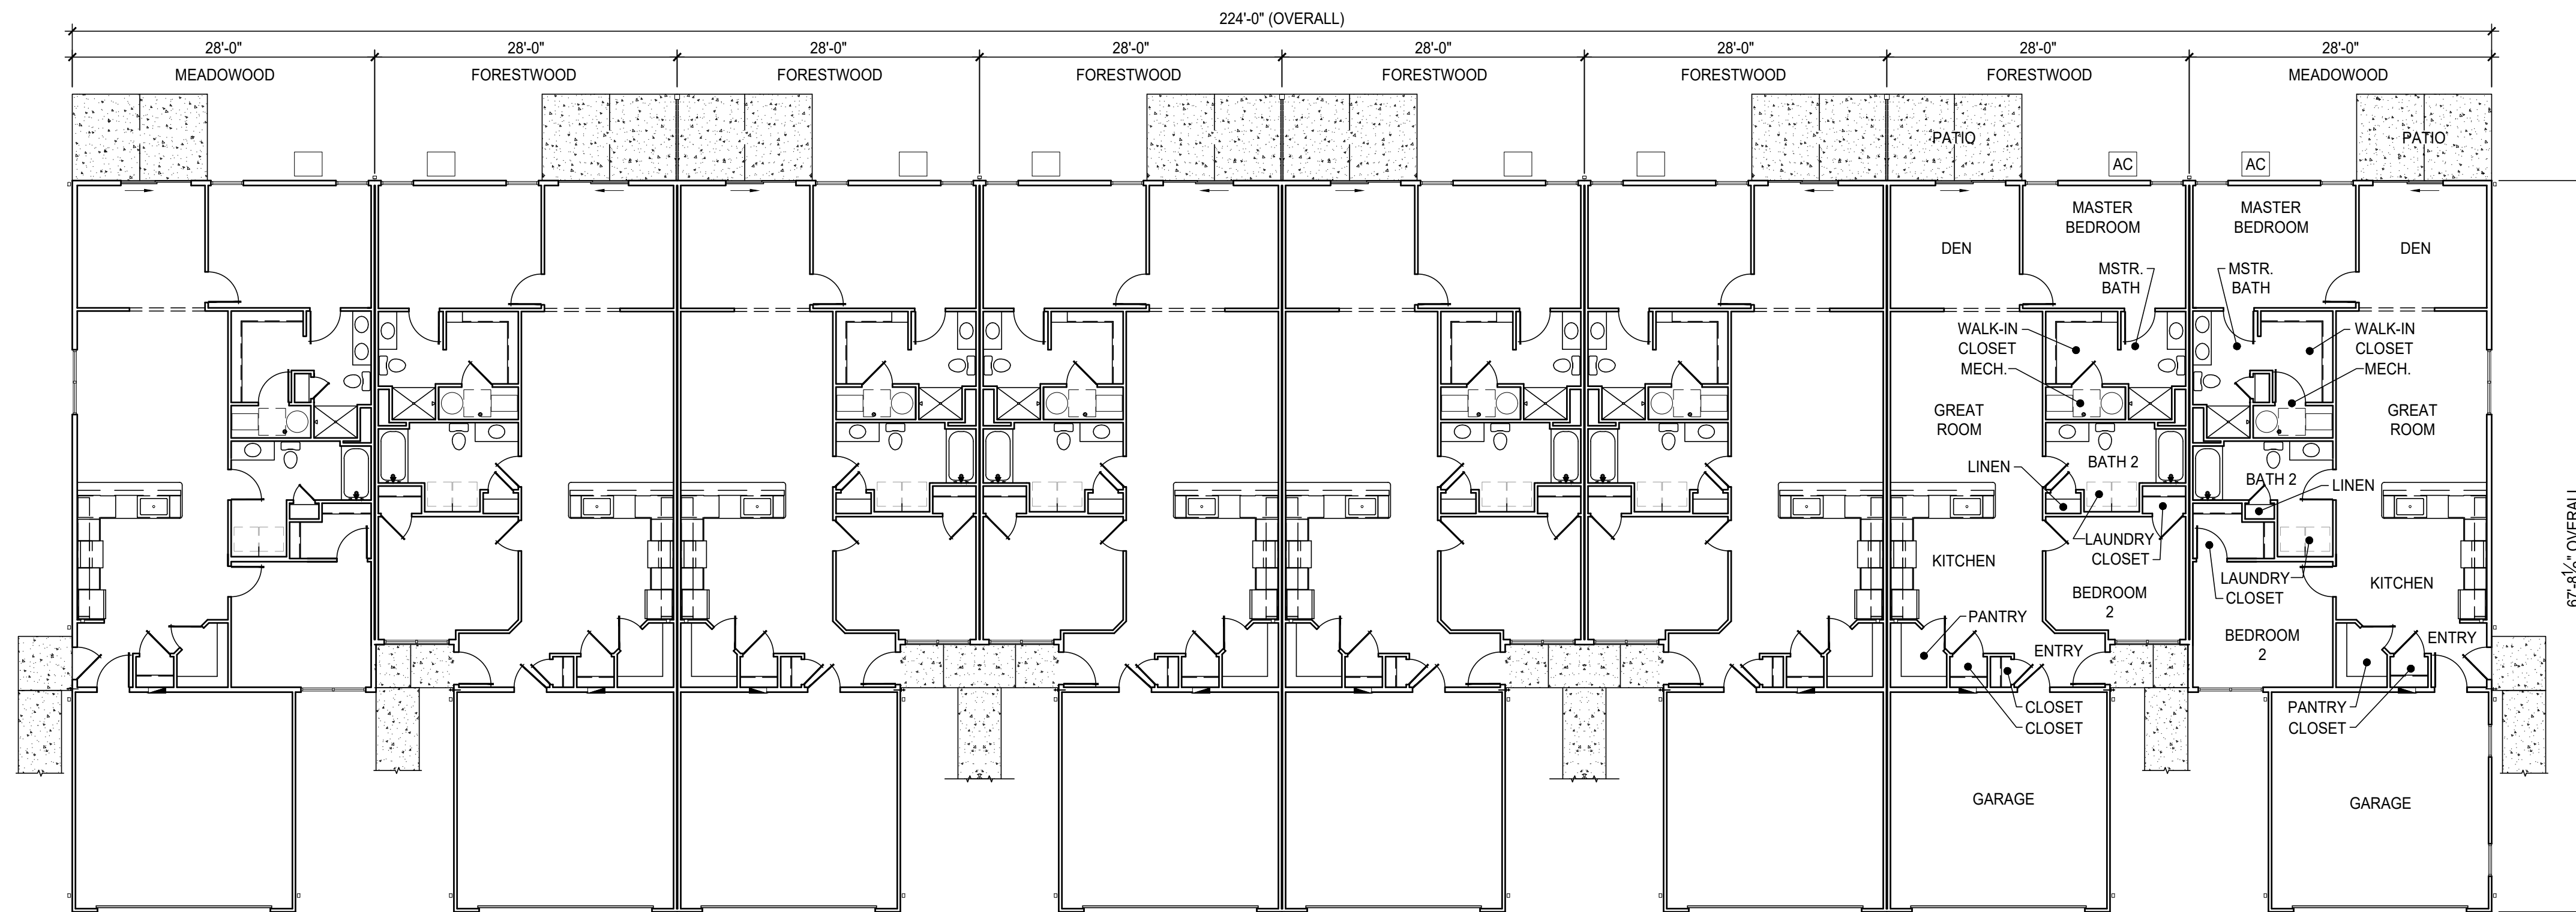 224'-0" (OVERALL)
28'-0" 28'-0" 28'-0" 28'-0" 28'-0" 28'-0" 28'-0" 28'-0"
MEADOWOOD FORESTWOOD FORESTWOOD FORESTWOOD FORESTWOOD FORESTWOOD FORESTWOOD MEADOWOOD
PATIO
PATIO
AC
AC
MASTER
BEDROOM
MASTER
BEDROOM
DEN
DEN
MSTR.
BATH
MSTR.
BATH
WALK-IN
CLOSET
MECH.
WALK-IN
CLOSET
MECH.
GREAT
ROOM
GREAT
ROOM
LINEN
BATH 2
BATH 2
LINEN
LAUNDRY
CLOSET
KITCHEN
LAUNDRY
CLOSET
KITCHEN
BEDROOM
2
PANTRY
BEDROOM
2
ENTRY
ENTRY
CLOSET
CLOSET
PANTRY
CLOSET
GARAGE
GARAGE
67'-8½" OVERALL